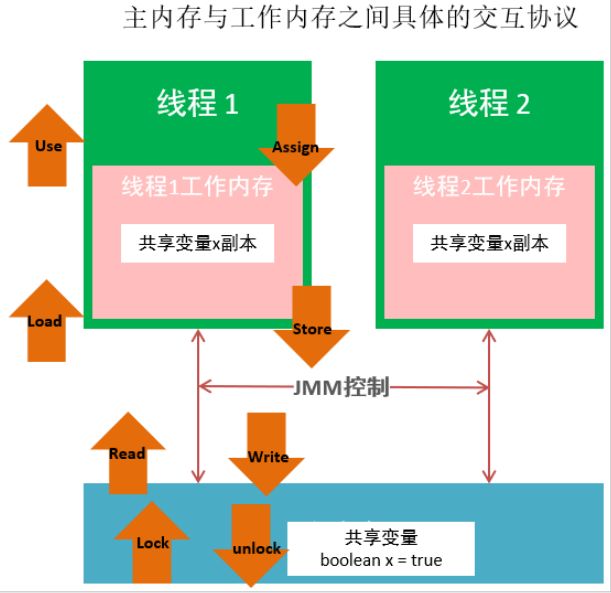 主内存与工作内存之间具体的交互协议
线程 1
线程 2
Use
Assign
线程1工作内存
线程2工作内存
共享变量x副本
共享变量x副本
Load
Store
JMM控制
Read
Write
Lock
unlock
共享变量
boolean x = true